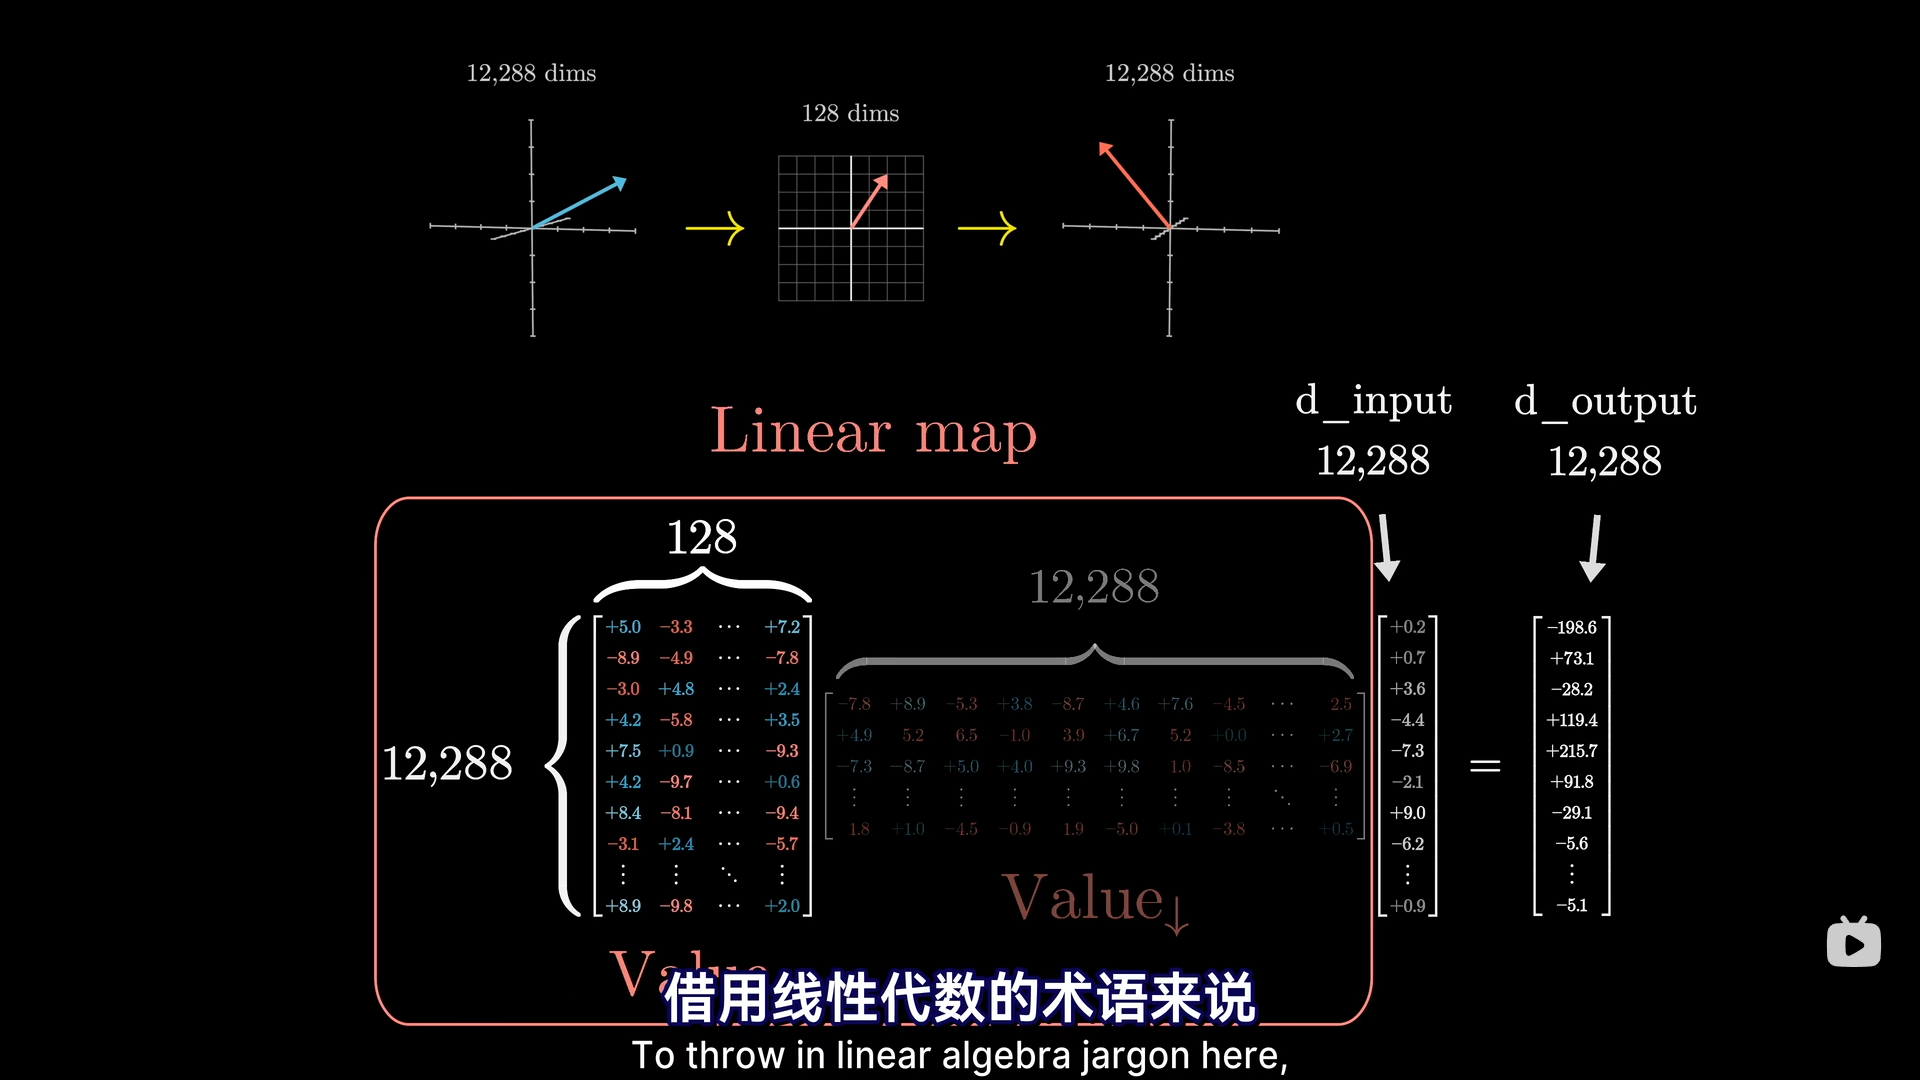 12,288 dims
128 dims
12,288 dims
Linear map
d_input
12,288
d_output
12,288
128
12,288
12,288
+5.0 −3.3 ⋯ +7.2
−8.9 −4.9 ⋯ −7.8
−3.0 +4.8 ⋯ +2.4
+4.2 −5.8 ⋯ +3.5
+7.5 +0.9 ⋯ −9.3
+4.2 −9.7 ⋯ +0.6
+8.4 −8.1 ⋯ −9.4
−3.1 +2.4 ⋯ −5.7
⋮ ⋮ ⋱ ⋮
+8.9 −9.8 ⋯ +2.0
−7.8 +8.9 −5.3 +3.8 −8.7 +4.6 +7.6 −4.5 ⋯ 2.5
+4.9 5.2 6.5 −1.0 3.9 +6.7 5.2 +0.0 ⋯ +2.7
−7.3 −8.7 +5.0 +4.0 +9.3 +9.8 1.0 −8.5 ⋯ −6.9
⋮ ⋮ ⋮ ⋮ ⋮ ⋮ ⋮ ⋮ ⋱ ⋮
1.8 +1.0 −4.5 −0.9 1.9 −5.0 +0.1 −3.8 ⋯ +0.5
+0.2
+0.7
+3.6
−4.4
−7.3
−2.1
+9.0
−6.2
⋮
+0.9
=
−198.6
+73.1
−28.2
+119.4
+215.7
+91.8
−29.1
−5.6
⋮
−5.1
Value↓
Value
借用线性代数的术语来说
To throw in linear algebra jargon here,